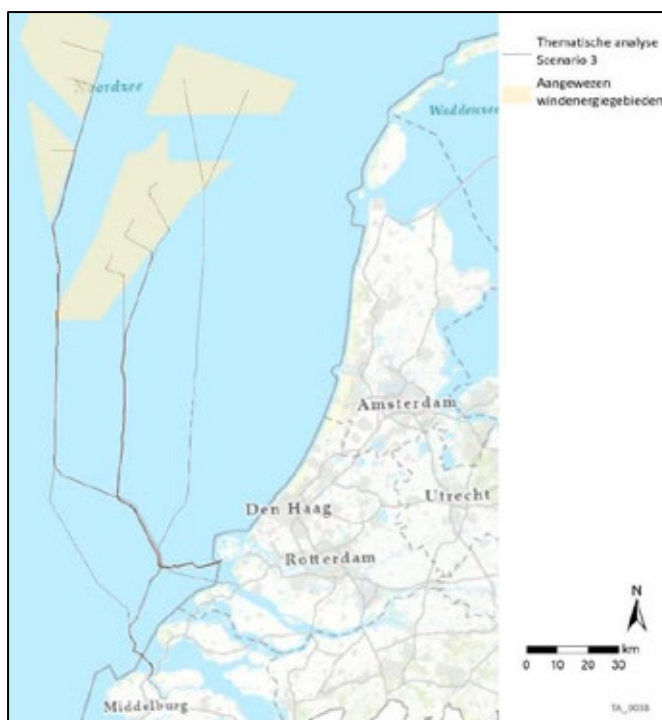 Thematische analyse
Scenario 3
Aangewezen
windenergiegebieden
Noordzee
Waddenzee
Amsterdam
Utrecht
Den Haag
Rotterdam
Middelburg
N
km
0 10 20 30
TA_0038